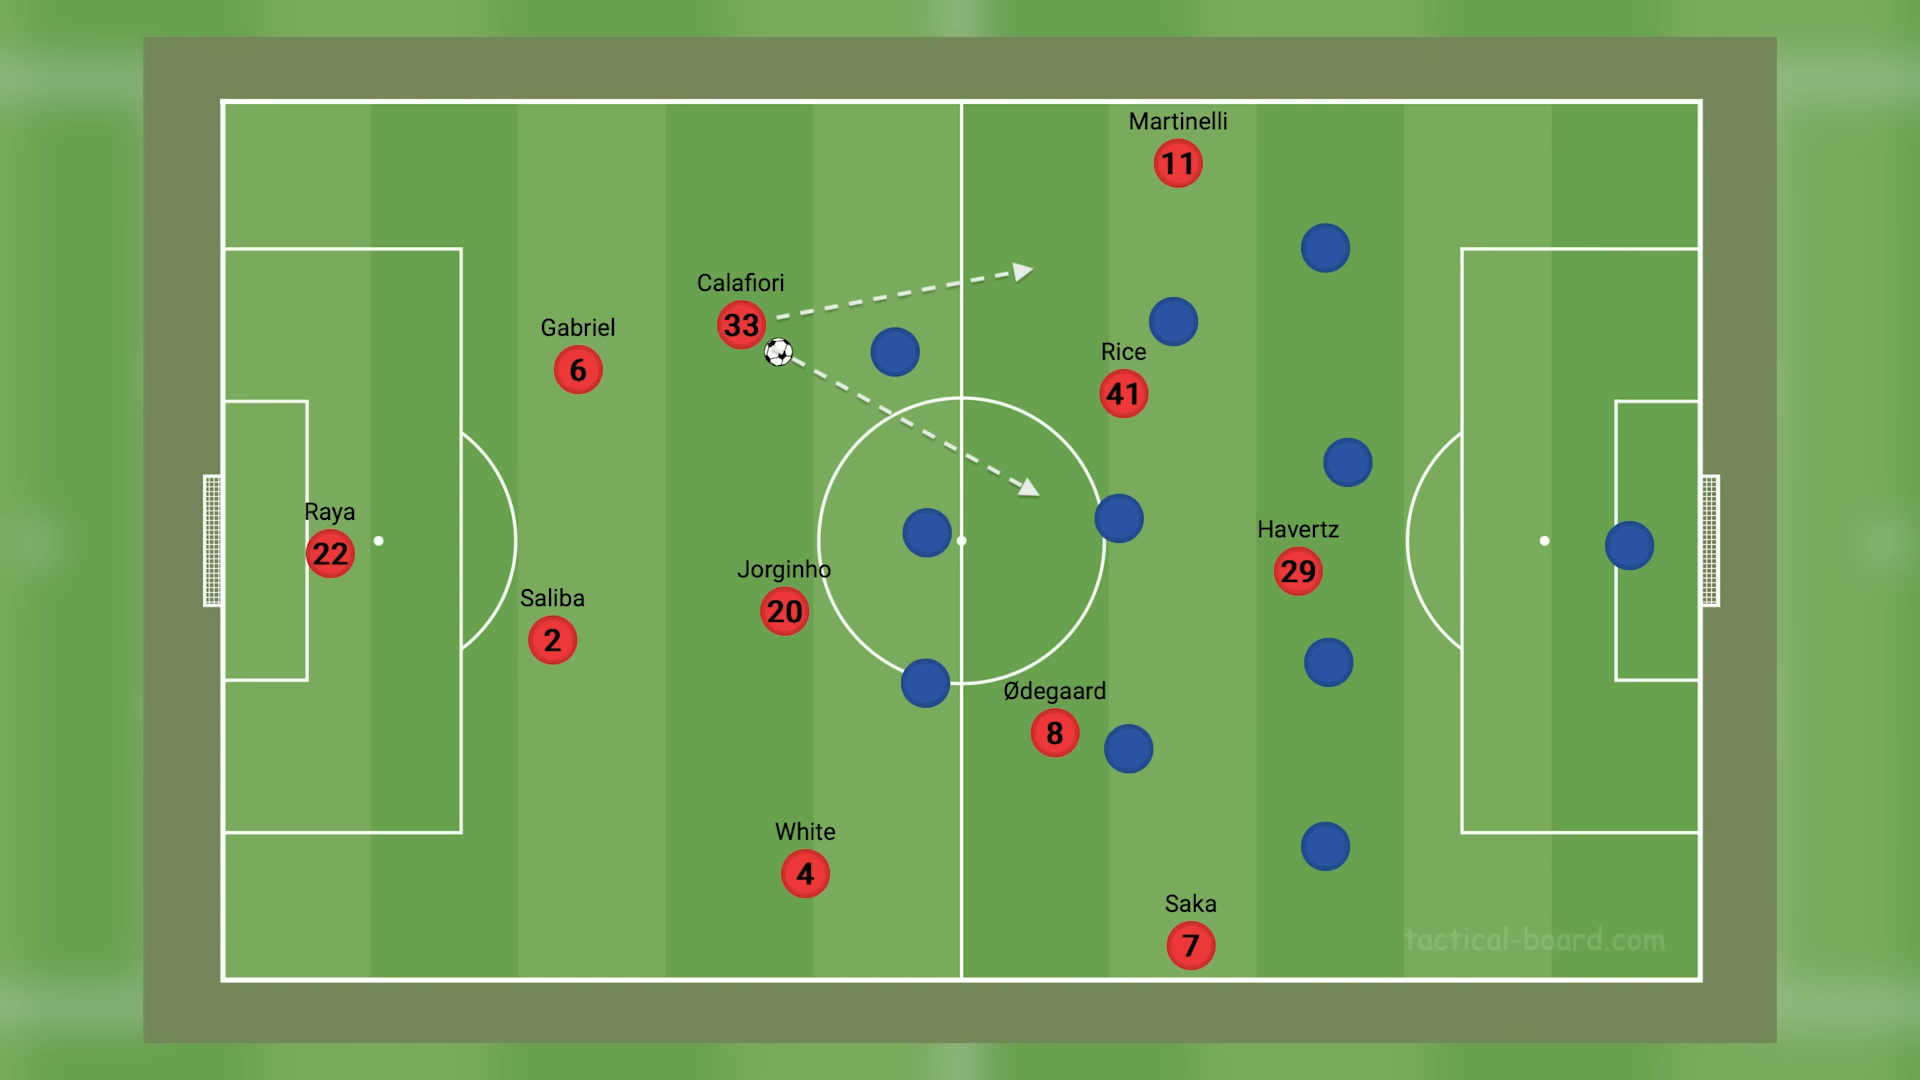 Martinelli
11
Calafiori
33
Gabriel
6
Rice
41
Raya
22
Havertz
29
Jorginho
20
Saliba
2
Ødegaard
8
White
4
Saka
7
tactical-board.com